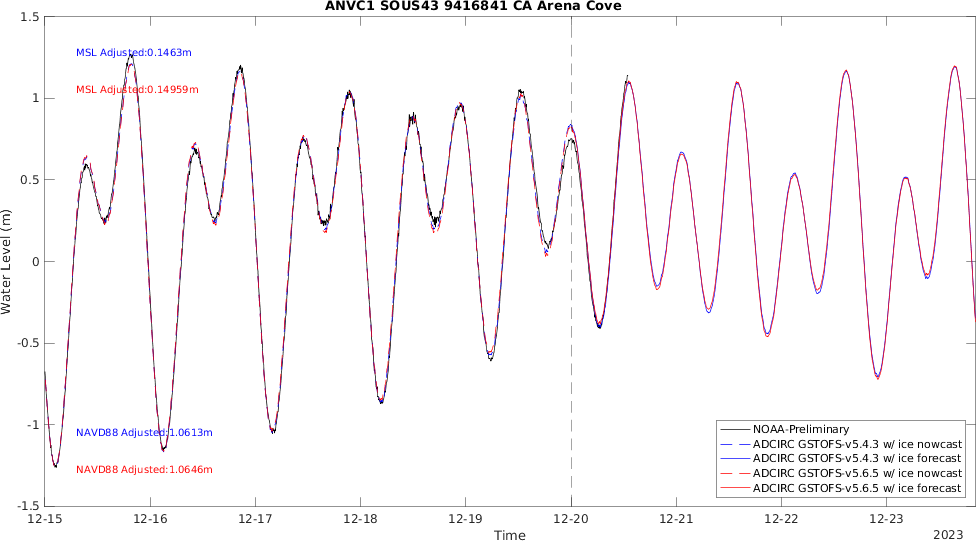 ANVC1 SOUS43 9416841 CA Arena Cove
1.5
1
0.5
0
-0.5
-1
-1.5
Water Level (m)
MSL Adjusted:0.1463m
MSL Adjusted:0.14959m
NAVD88 Adjusted:1.0613m
NAVD88 Adjusted:1.0646m
NOAA-Preliminary
ADCIRC GSTOFS-v5.4.3 w/ ice nowcast
ADCIRC GSTOFS-v5.4.3 w/ ice forecast
ADCIRC GSTOFS-v5.6.5 w/ ice nowcast
ADCIRC GSTOFS-v5.6.5 w/ ice forecast
12-15 12-16 12-17 12-18 12-19 12-20 12-21 12-22 12-23
Time
2023